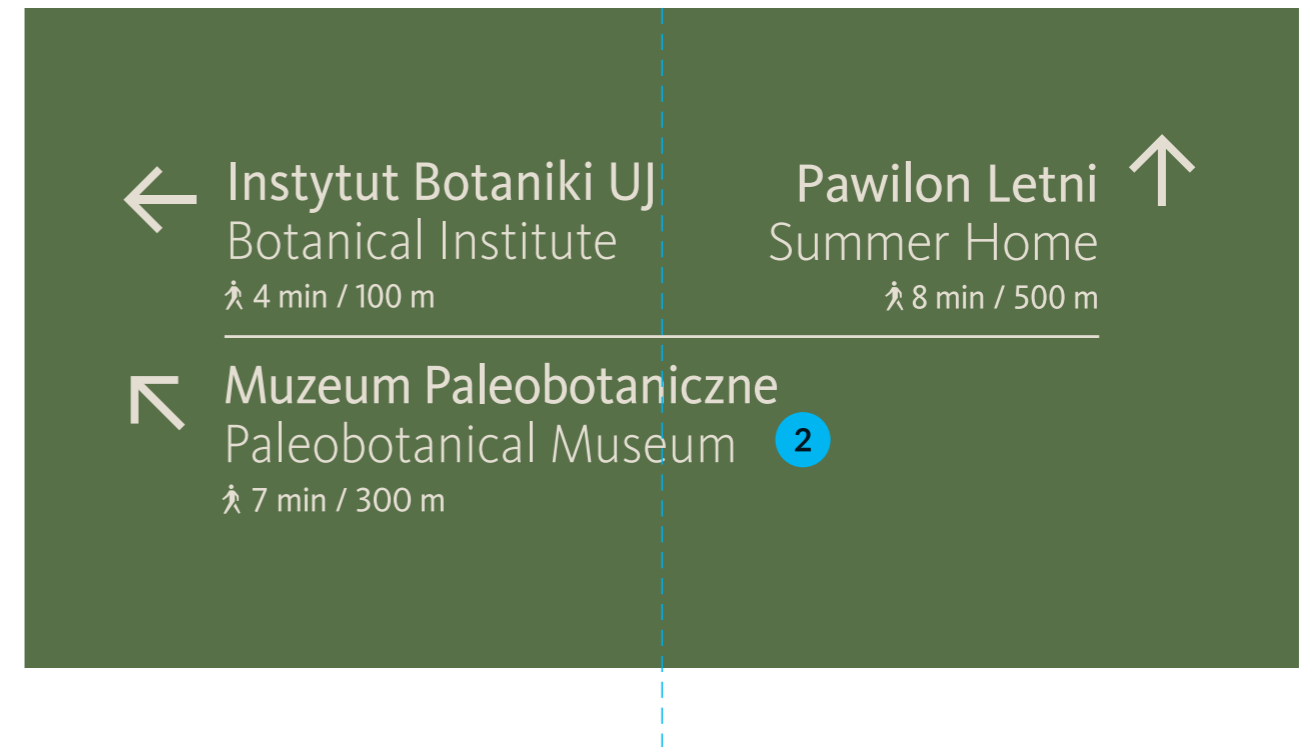 Instytut Botaniki UJ
Botanical Institute
4 min / 100 m
Pawilon Letni
Summer Home
8 min / 500 m
Muzeum Paleobotaniczne
Paleobotanical Museum
7 min / 300 m
2